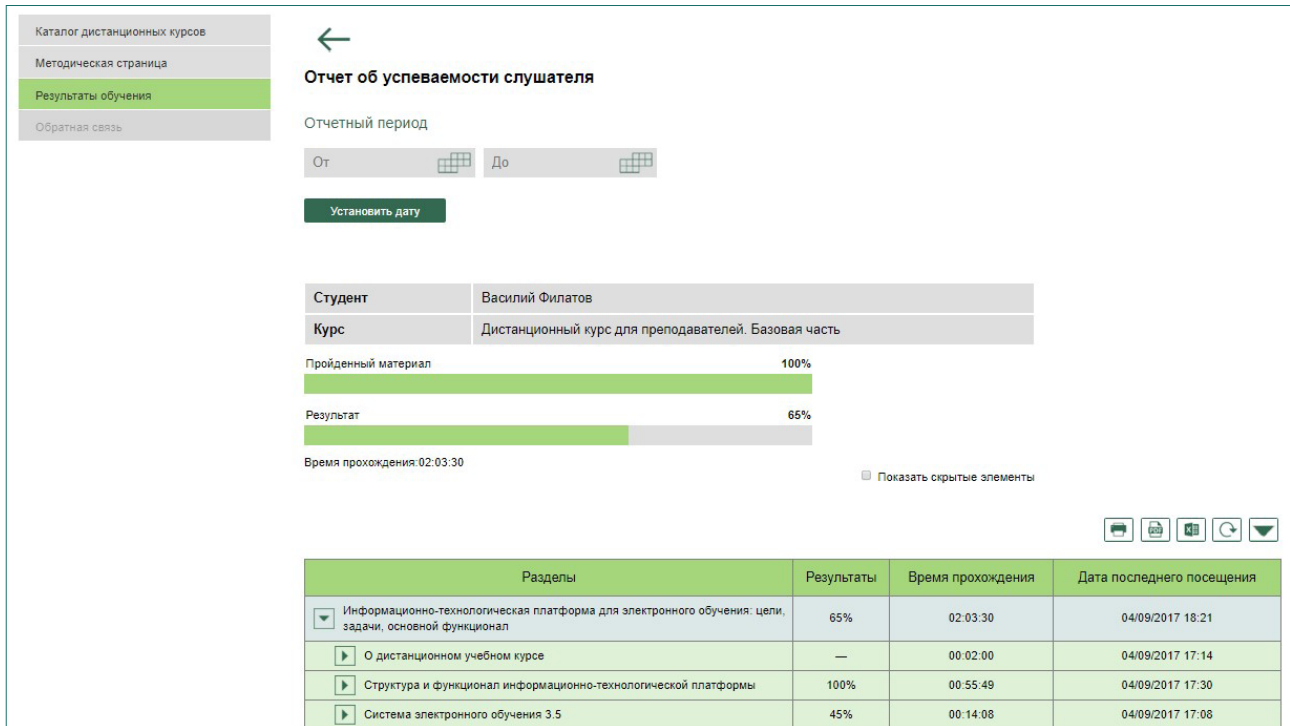 Каталог дистанционных курсов
Методическая страница
Результаты обучения
Обратная связь
Отчет об успеваемости слушателя
Отчетный период
От
До
Установить дату
Студент Василий Филатов
Курс Дистанционный курс для преподавателей. Базовая часть
Пройденный материал 100%
Результат 65%
Время прохождения:02:03:30
Показать скрытые элементы
PDF
Разделы Результаты Время прохождения Дата последнего посещения
Информационно-технологическая платформа для электронного обучения: цели,
задачи, основной функционал 65% 02:03:30 04/09/2017 18:21
О дистанционном учебном курсе — 00:02:00 04/09/2017 17:14
Структура и функционал информационно-технологической платформы 100% 00:55:49 04/09/2017 17:30
Система электронного обучения 3.5 45% 00:14:08 04/09/2017 17:08